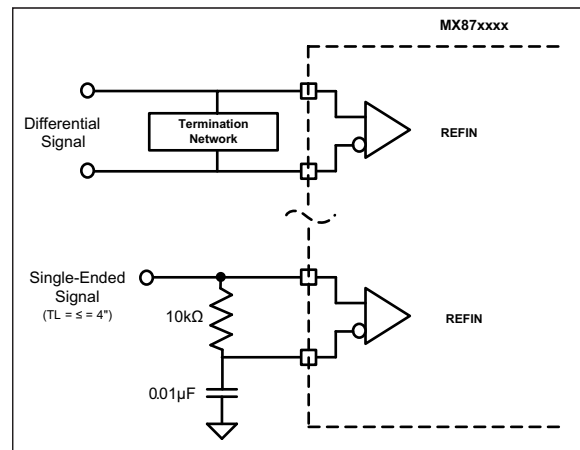 MX87xxxx
Differential
Signal
Termination
Network
REFIN
Single-Ended
Signal
(TL = ≤ = 4")
10kΩ
REFIN
0.01µF